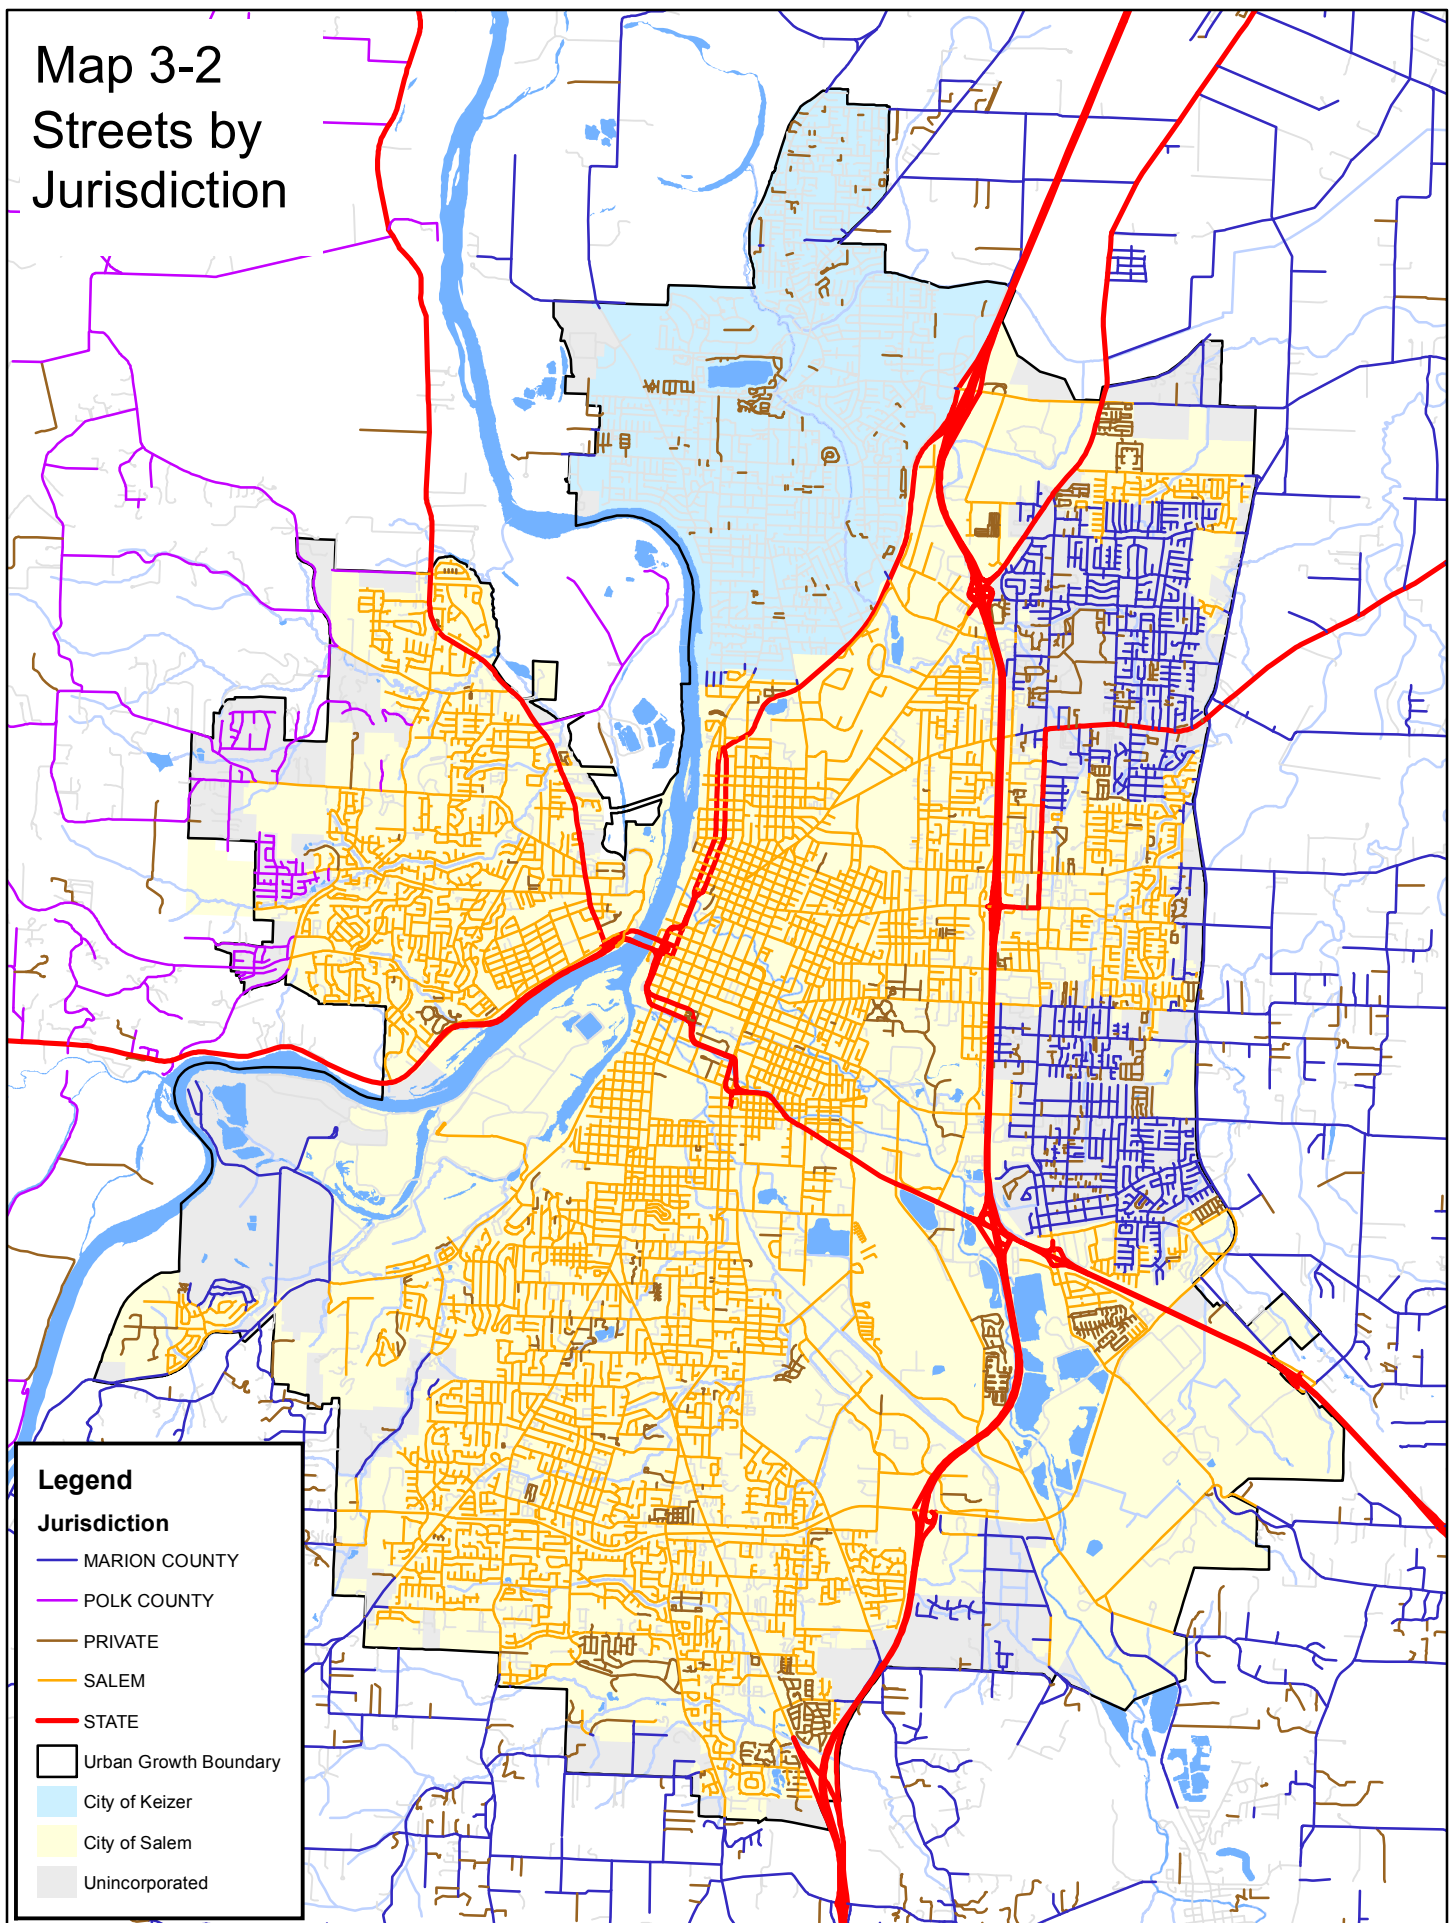 Map 3-2
Streets by
Jurisdiction
Legend
Jurisdiction
MARION COUNTY
POLK COUNTY
PRIVATE
SALEM
STATE
Urban Growth Boundary
City of Keizer
City of Salem
Unincorporated